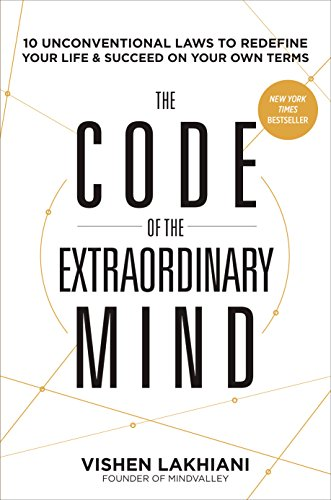 10 UNCONVENTIONAL LAWS TO REDEFINE
YOUR LIFE & SUCCEED ON YOUR OWN TERMS
THE
CODE
OF THE
EXTRAORDINARY
MIND
NEW YORK
TIMES
BESTSELLER
VISHEN LAKHIANI
FOUNDER OF MINDVALLEY